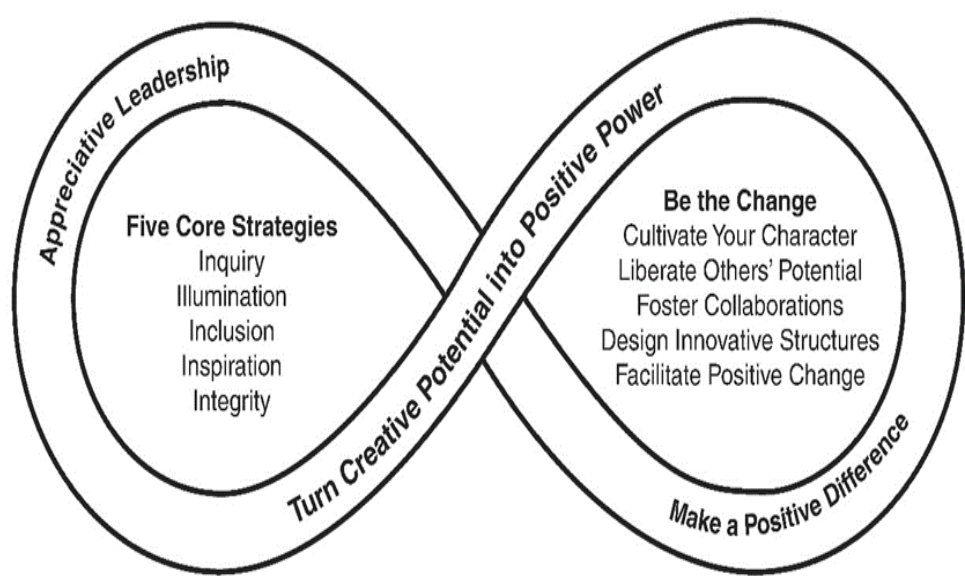 Appreciative Leadership
Five Core Strategies
Inquiry
Illumination
Inclusion
Inspiration
Integrity
Turn Creative Potential into Positive Power
Be the Change
Cultivate Your Character
Liberate Others’ Potential
Foster Collaborations
Design Innovative Structures
Facilitate Positive Change
Make a Positive Difference